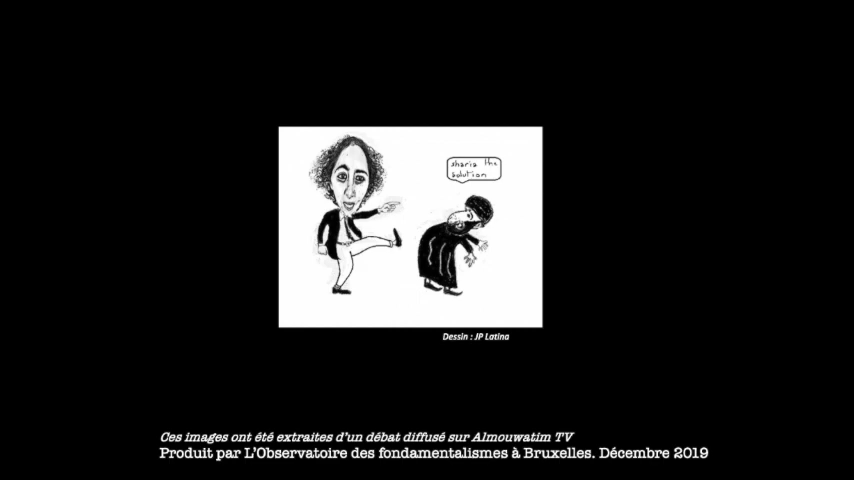 sharia the
solution
Dessin : JP Latina
Ces images ont été extraites d'un débat diffusé sur Almouwatim TV
Produit par L'Observatoire des fondamentalismes à Bruxelles. Décembre 2019